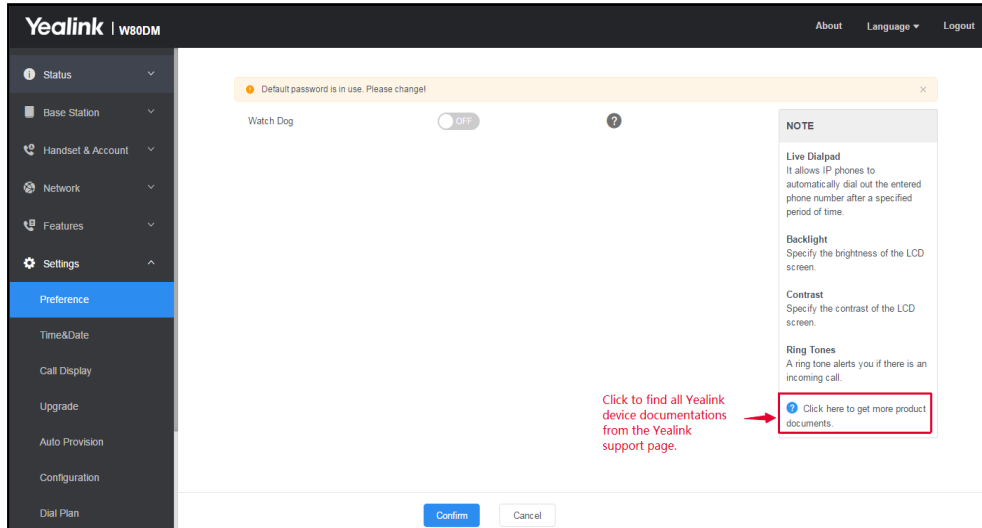 Yealink | W80DM
About Language Logout
Status
Default password is in use. Please change!
Base Station
Watch Dog OFF
Handset & Account
Network
Features
Settings
Preference
Time&Date
Call Display
Upgrade
Auto Provision
Configuration
Dial Plan
NOTE
Live Dialpad
It allows IP phones to
automatically dial out the entered
phone number after a specified
period of time.
Backlight
Specify the brightness of the LCD
screen.
Contrast
Specify the contrast of the LCD
screen.
Ring Tones
A ring tone alerts you if there is an
incoming call.
Click here to get more product
documents.
Click to find all Yealink
device documentations
from the Yealink
support page.
Confirm Cancel